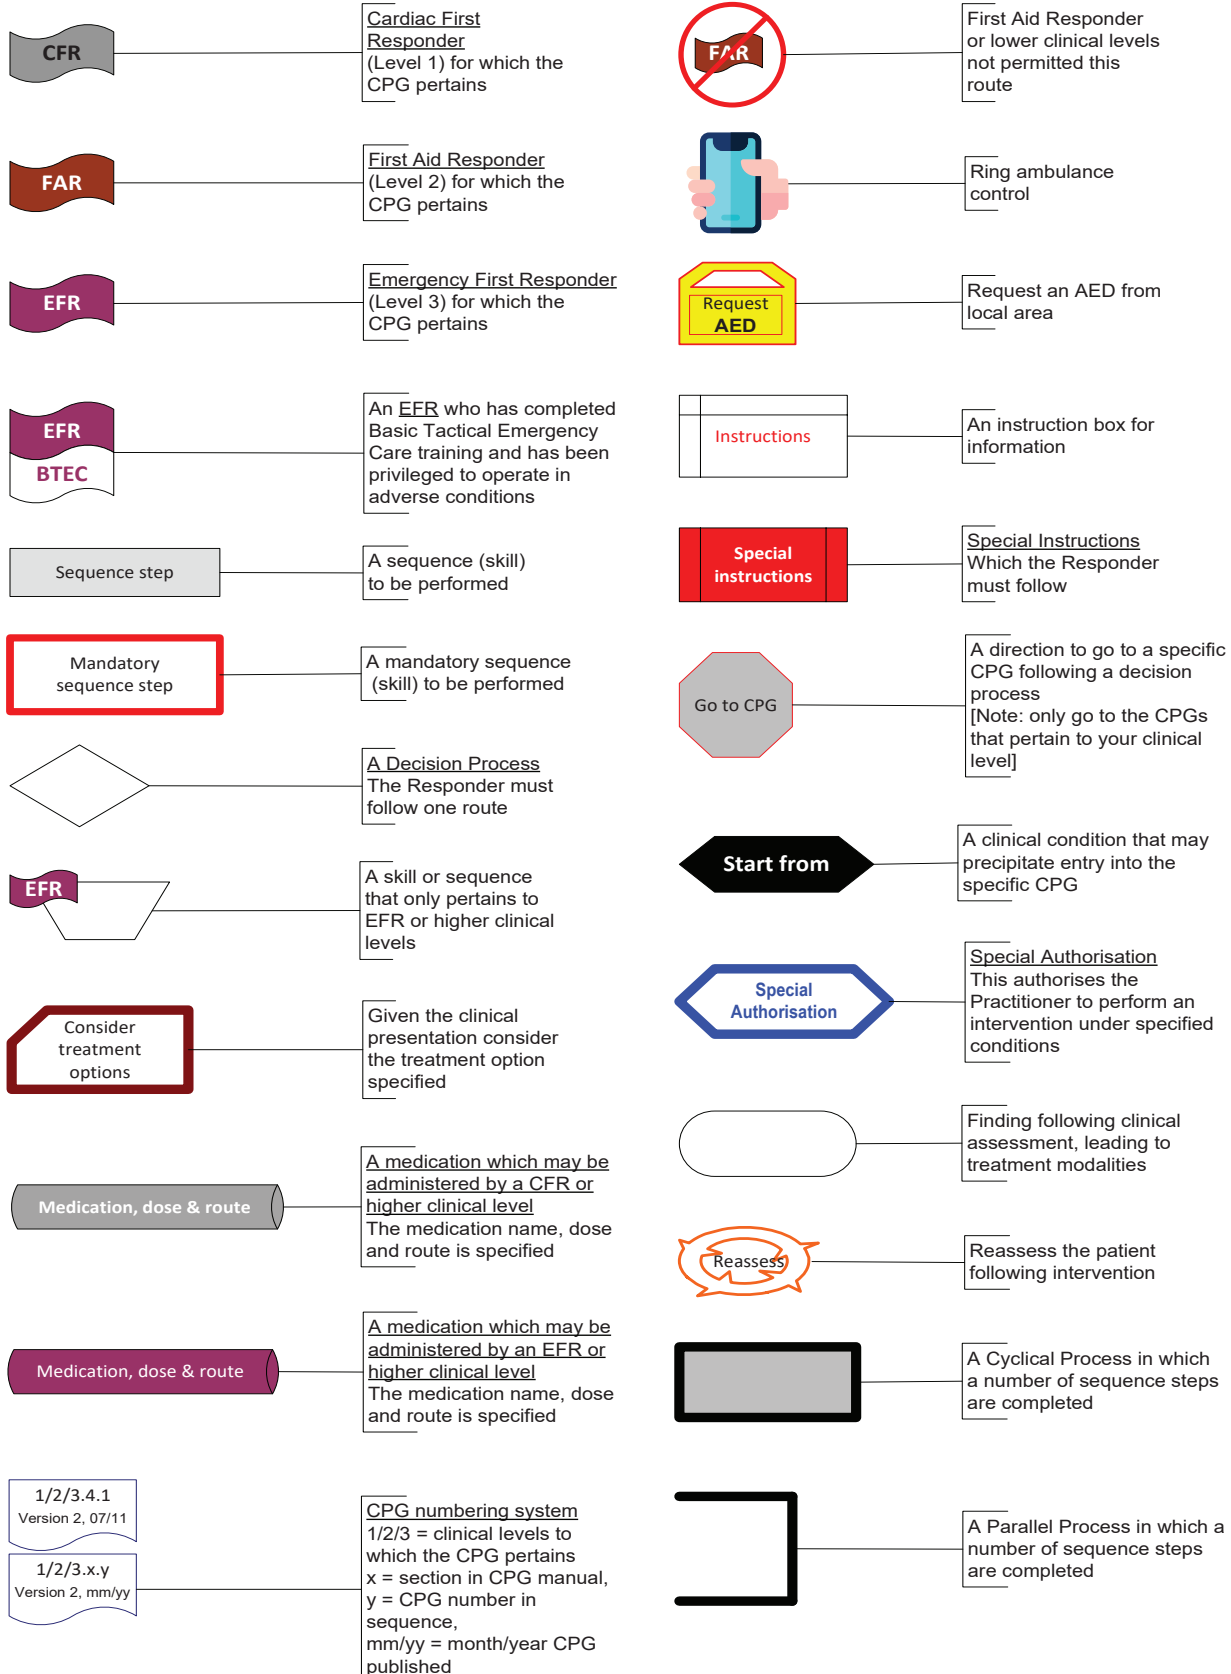 CFR
Cardiac First
Responder
(Level 1) for which the
CPG pertains
FAR
First Aid Responder
(Level 2) for which the
CPG pertains
EFR
Emergency First Responder
(Level 3) for which the
CPG pertains
EFR
BTEC
An EFR who has completed
Basic Tactical Emergency
Care training and has been
privileged to operate in
adverse conditions
Sequence step
A sequence (skill)
to be performed
Mandatory
sequence step
A mandatory sequence
(skill) to be performed
A Decision Process
The Responder must
follow one route
EFR
A skill or sequence
that only pertains to
EFR or higher clinical
levels
Consider
treatment
options
Given the clinical
presentation consider
the treatment option
specified
Medication, dose & route
A medication which may be
administered by a CFR or
higher clinical level
The medication name, dose
and route is specified
Medication, dose & route
A medication which may be
administered by an EFR or
higher clinical level
The medication name, dose
and route is specified
1/2/3.4.1
Version 2, 07/11
1/2/3.x.y
Version 2, mm/yy
CPG numbering system
1/2/3 = clinical levels to
which the CPG pertains
x = section in CPG manual,
y = CPG number in
sequence,
mm/yy = month/year CPG
published
FAR
First Aid Responder
or lower clinical levels
not permitted this
route
Ring ambulance
control
Request
AED
Request an AED from
local area
Instructions
An instruction box for
information
Special
instructions
Special Instructions
Which the Responder
must follow
Go to CPG
A direction to go to a specific
CPG following a decision
process
[Note: only go to the CPGs
that pertain to your clinical
level]
Start from
A clinical condition that may
precipitate entry into the
specific CPG
Special
Authorisation
Special Authorisation
This authorises the
Practitioner to perform an
intervention under specified
conditions
Finding following clinical
assessment, leading to
treatment modalities
Reassess
Reassess the patient
following intervention
A Cyclical Process in which
a number of sequence steps
are completed
A Parallel Process in which a
number of sequence steps
are completed